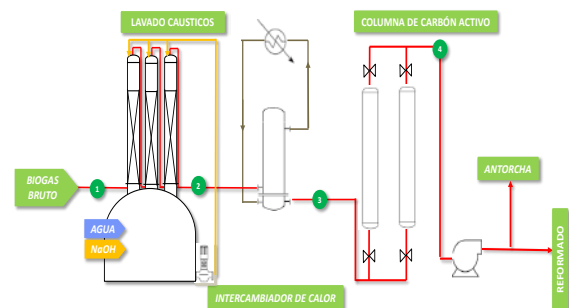 LAVADO CAUSTICOS
COLUMNA DE CARBÓN ACTIVO
4
ANTORCHA
BIOGAS
BRUTO
1
2
3
AGUA
NaOH
REFORMADO
INTERCAMBIADOR DE CALOR